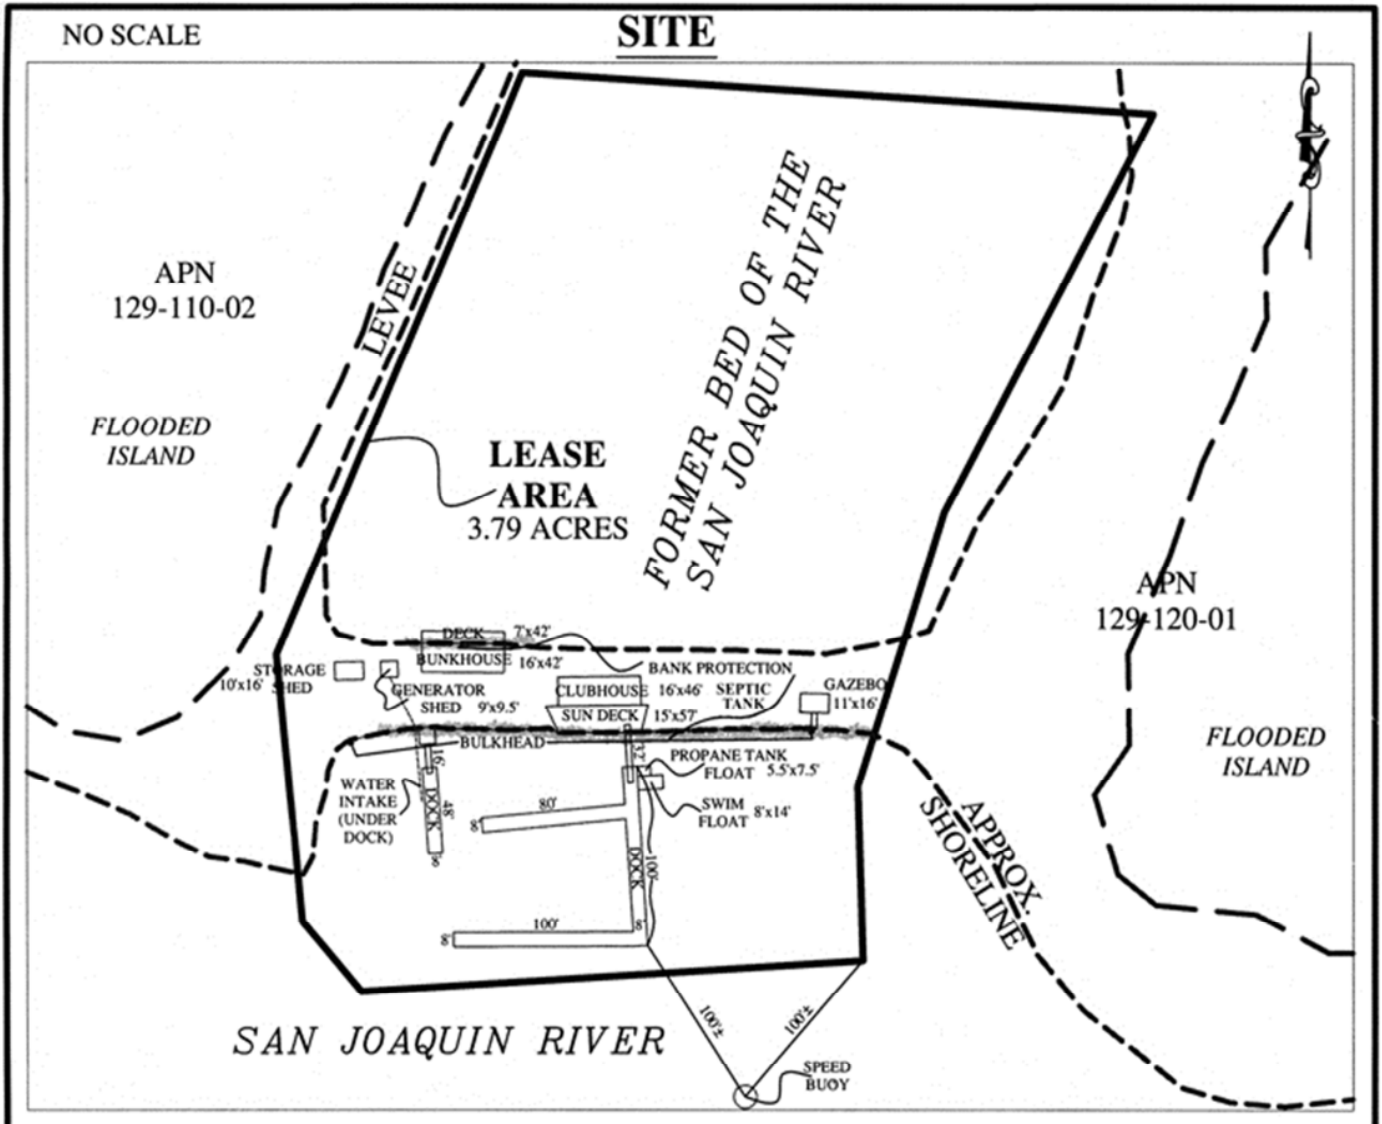 NO SCALE
SITE
APN
129-110-02
FLOODED
ISLAND
LEVEE
FORMER BED OF THE
SAN JOAQUIN RIVER
LEASE
AREA
3.79 ACRES
APN
129-120-01
FLOODED
ISLAND
DECK 7'x42'
BUNKHOUSE 16'x42'
BANK PROTECTION
STORAGE
SHED
10'x16'
GENERATOR
SHED 9'x9.5'
CLUBHOUSE 16'x46'
SUN DECK 15'x57'
SEPTIC
TANK
GAZEBO
11'x16'
BULKHEAD
16'
32'
PROPANE TANK
FLOAT 5.5'x7.5'
WATER
INTAKE
(UNDER
DOCK)
DOCK
48'
8'
80'
8'
SWIM
FLOAT 8'x14'
DOCK
100'
100'
8'
8'
APPROX.
SHORELINE
SAN JOAQUIN RIVER
100'±
100'±
SPEED
BUOY